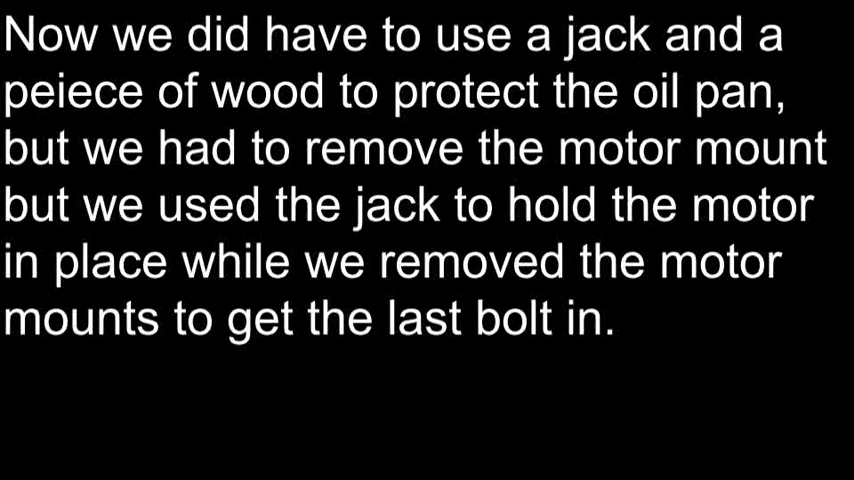 Now we did have to use a jack and a
peiece of wood to protect the oil pan,
but we had to remove the motor mount
but we used the jack to hold the motor
in place while we removed the motor
mounts to get the last bolt in.